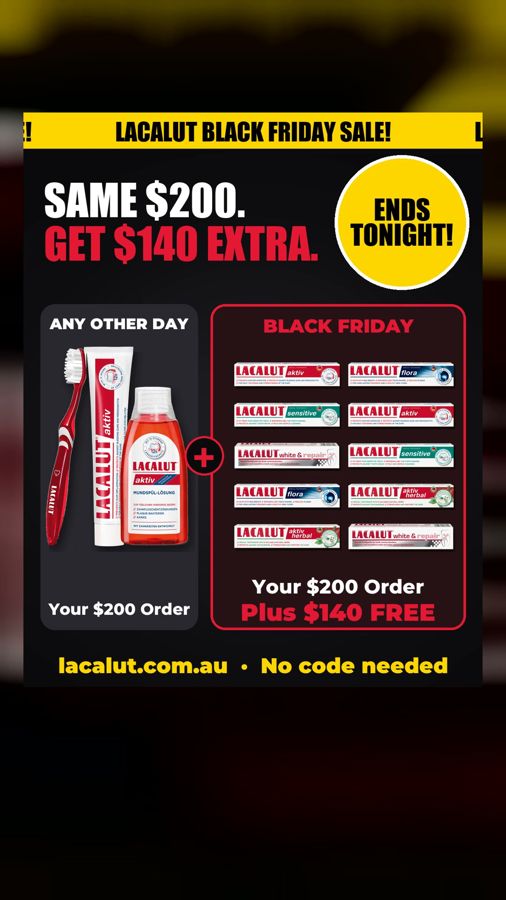 E! LACALUT BLACK FRIDAY SALE! L
SAME $200.
GET $140 EXTRA.
ENDS
TONIGHT!
ANY OTHER DAY
LACALUT
LACALUT aktiv
LACALUT
aktiv
MUNDSPÜL-LÖSUNG
Your $200 Order
+
BLACK FRIDAY
LACALUT aktiv LACALUT flora
LACALUT sensitive LACALUT aktiv
LACALUT white & repair LACALUT sensitive
LACALUT flora LACALUT aktiv herbal
LACALUT aktiv herbal LACALUT white & repair
Your $200 Order
Plus $140 FREE
lacalut.com.au • No code needed